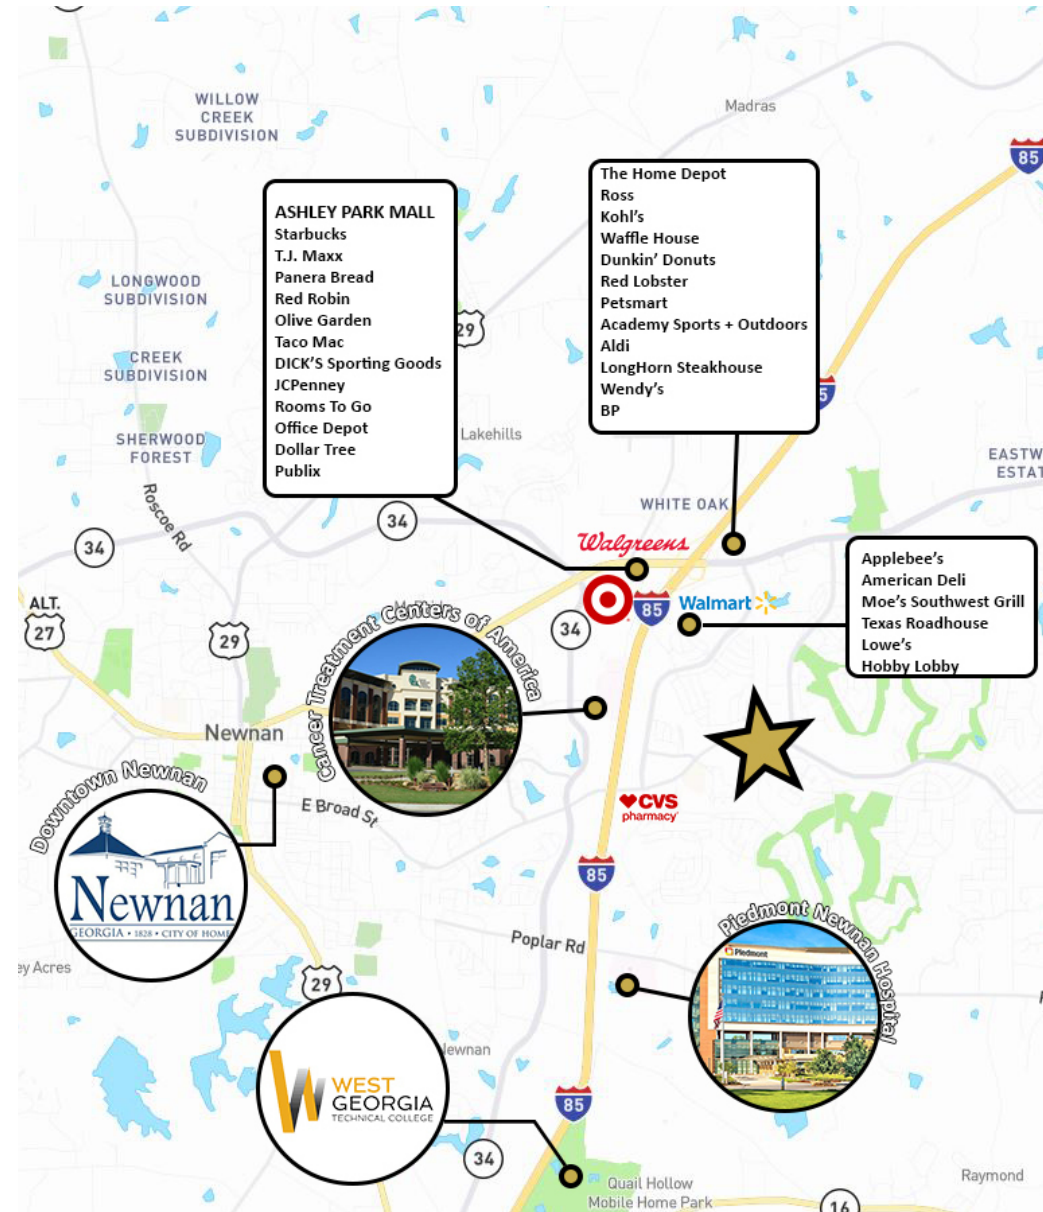 WILLOW
CREEK
SUBDIVISION
Madras
85
The Home Depot
Ross
Kohl's
Waffle House
Dunkin' Donuts
Red Lobster
Petsmart
Academy Sports + Outdoors
Aldi
LongHorn Steakhouse
Wendy's
BP
ASHLEY PARK MALL
Starbucks
T.J. Maxx
Panera Bread
Red Robin
Olive Garden
Taco Mac
DICK'S Sporting Goods
JCPenney
Rooms To Go
Office Depot
Dollar Tree
Publix
LONGWOOD
SUBDIVISION
29
CREEK
SUBDIVISION
5
SHERWOOD
FOREST
Lakehills
EASTW
ESTAT
Roscoe Rd
WHITE OAK
34
34
Walgreens
Applebee's
American Deli
Moe's Southwest Grill
Texas Roadhouse
Lowe's
Hobby Lobby
ALT.
27
29
34
85
Walmart
Cancer Treatment Centers of America
Newnan
Downtown Newnan
E Broad St
CVS
pharmacy
85
Newnan
GEORGIA • 1828 • CITY OF HOME
Poplar Rd
Piedmont Newnan Hospital
Piedmont
ey Acres
29
ewnan
WEST
GEORGIA
TECHNICAL COLLEGE
85
34
Quail Hollow
Mobile Home Park
Raymond
16